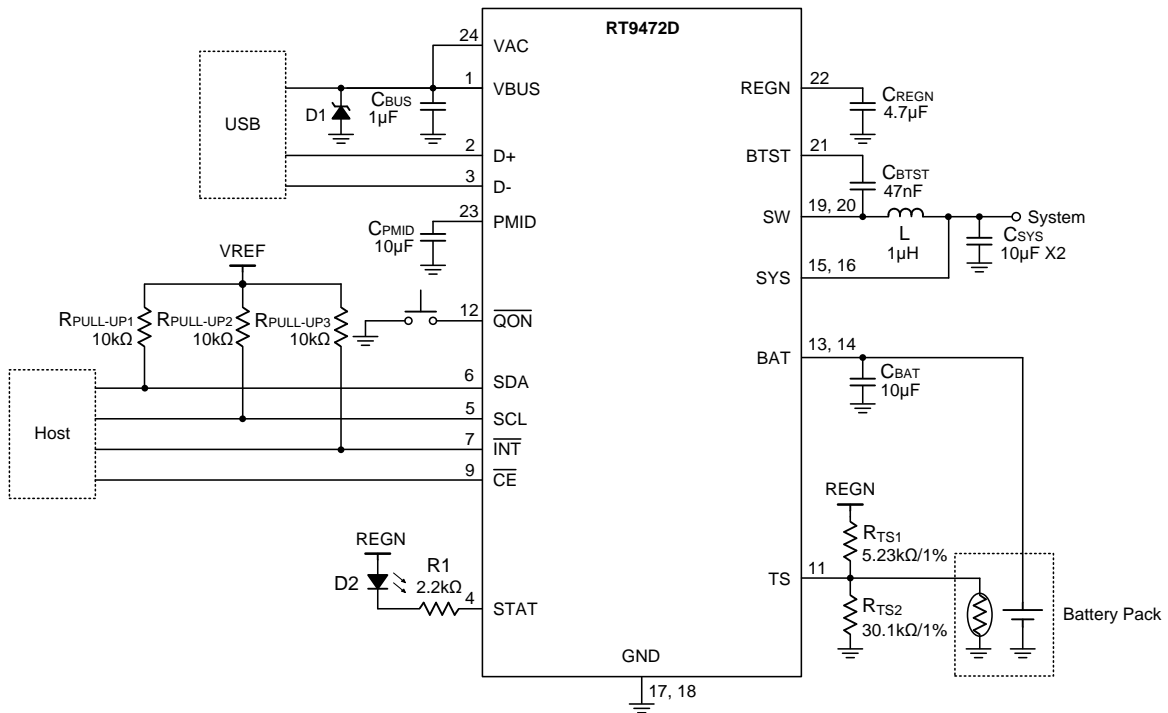 RT9472D
24
VAC
1
VBUS
USB
D1
CBUS
1µF
2
D+
3
D-
23
PMID
CPMID
10µF
VREF
RPULL-UP1
10kΩ
RPULL-UP2
10kΩ
RPULL-UP3
10kΩ
12
QON
Host
6
SDA
5
SCL
7
INT
9
CE
REGN
D2
R1
2.2kΩ
4
STAT
GND
17, 18
REGN
22
CREGN
4.7µF
BTST
21
CBTST
47nF
SW
19, 20
L
1µH
System
CSYS
10µF X2
SYS
15, 16
BAT
13, 14
CBAT
10µF
REGN
RTS1
5.23kΩ/1%
TS
11
RTS2
30.1kΩ/1%
Battery Pack